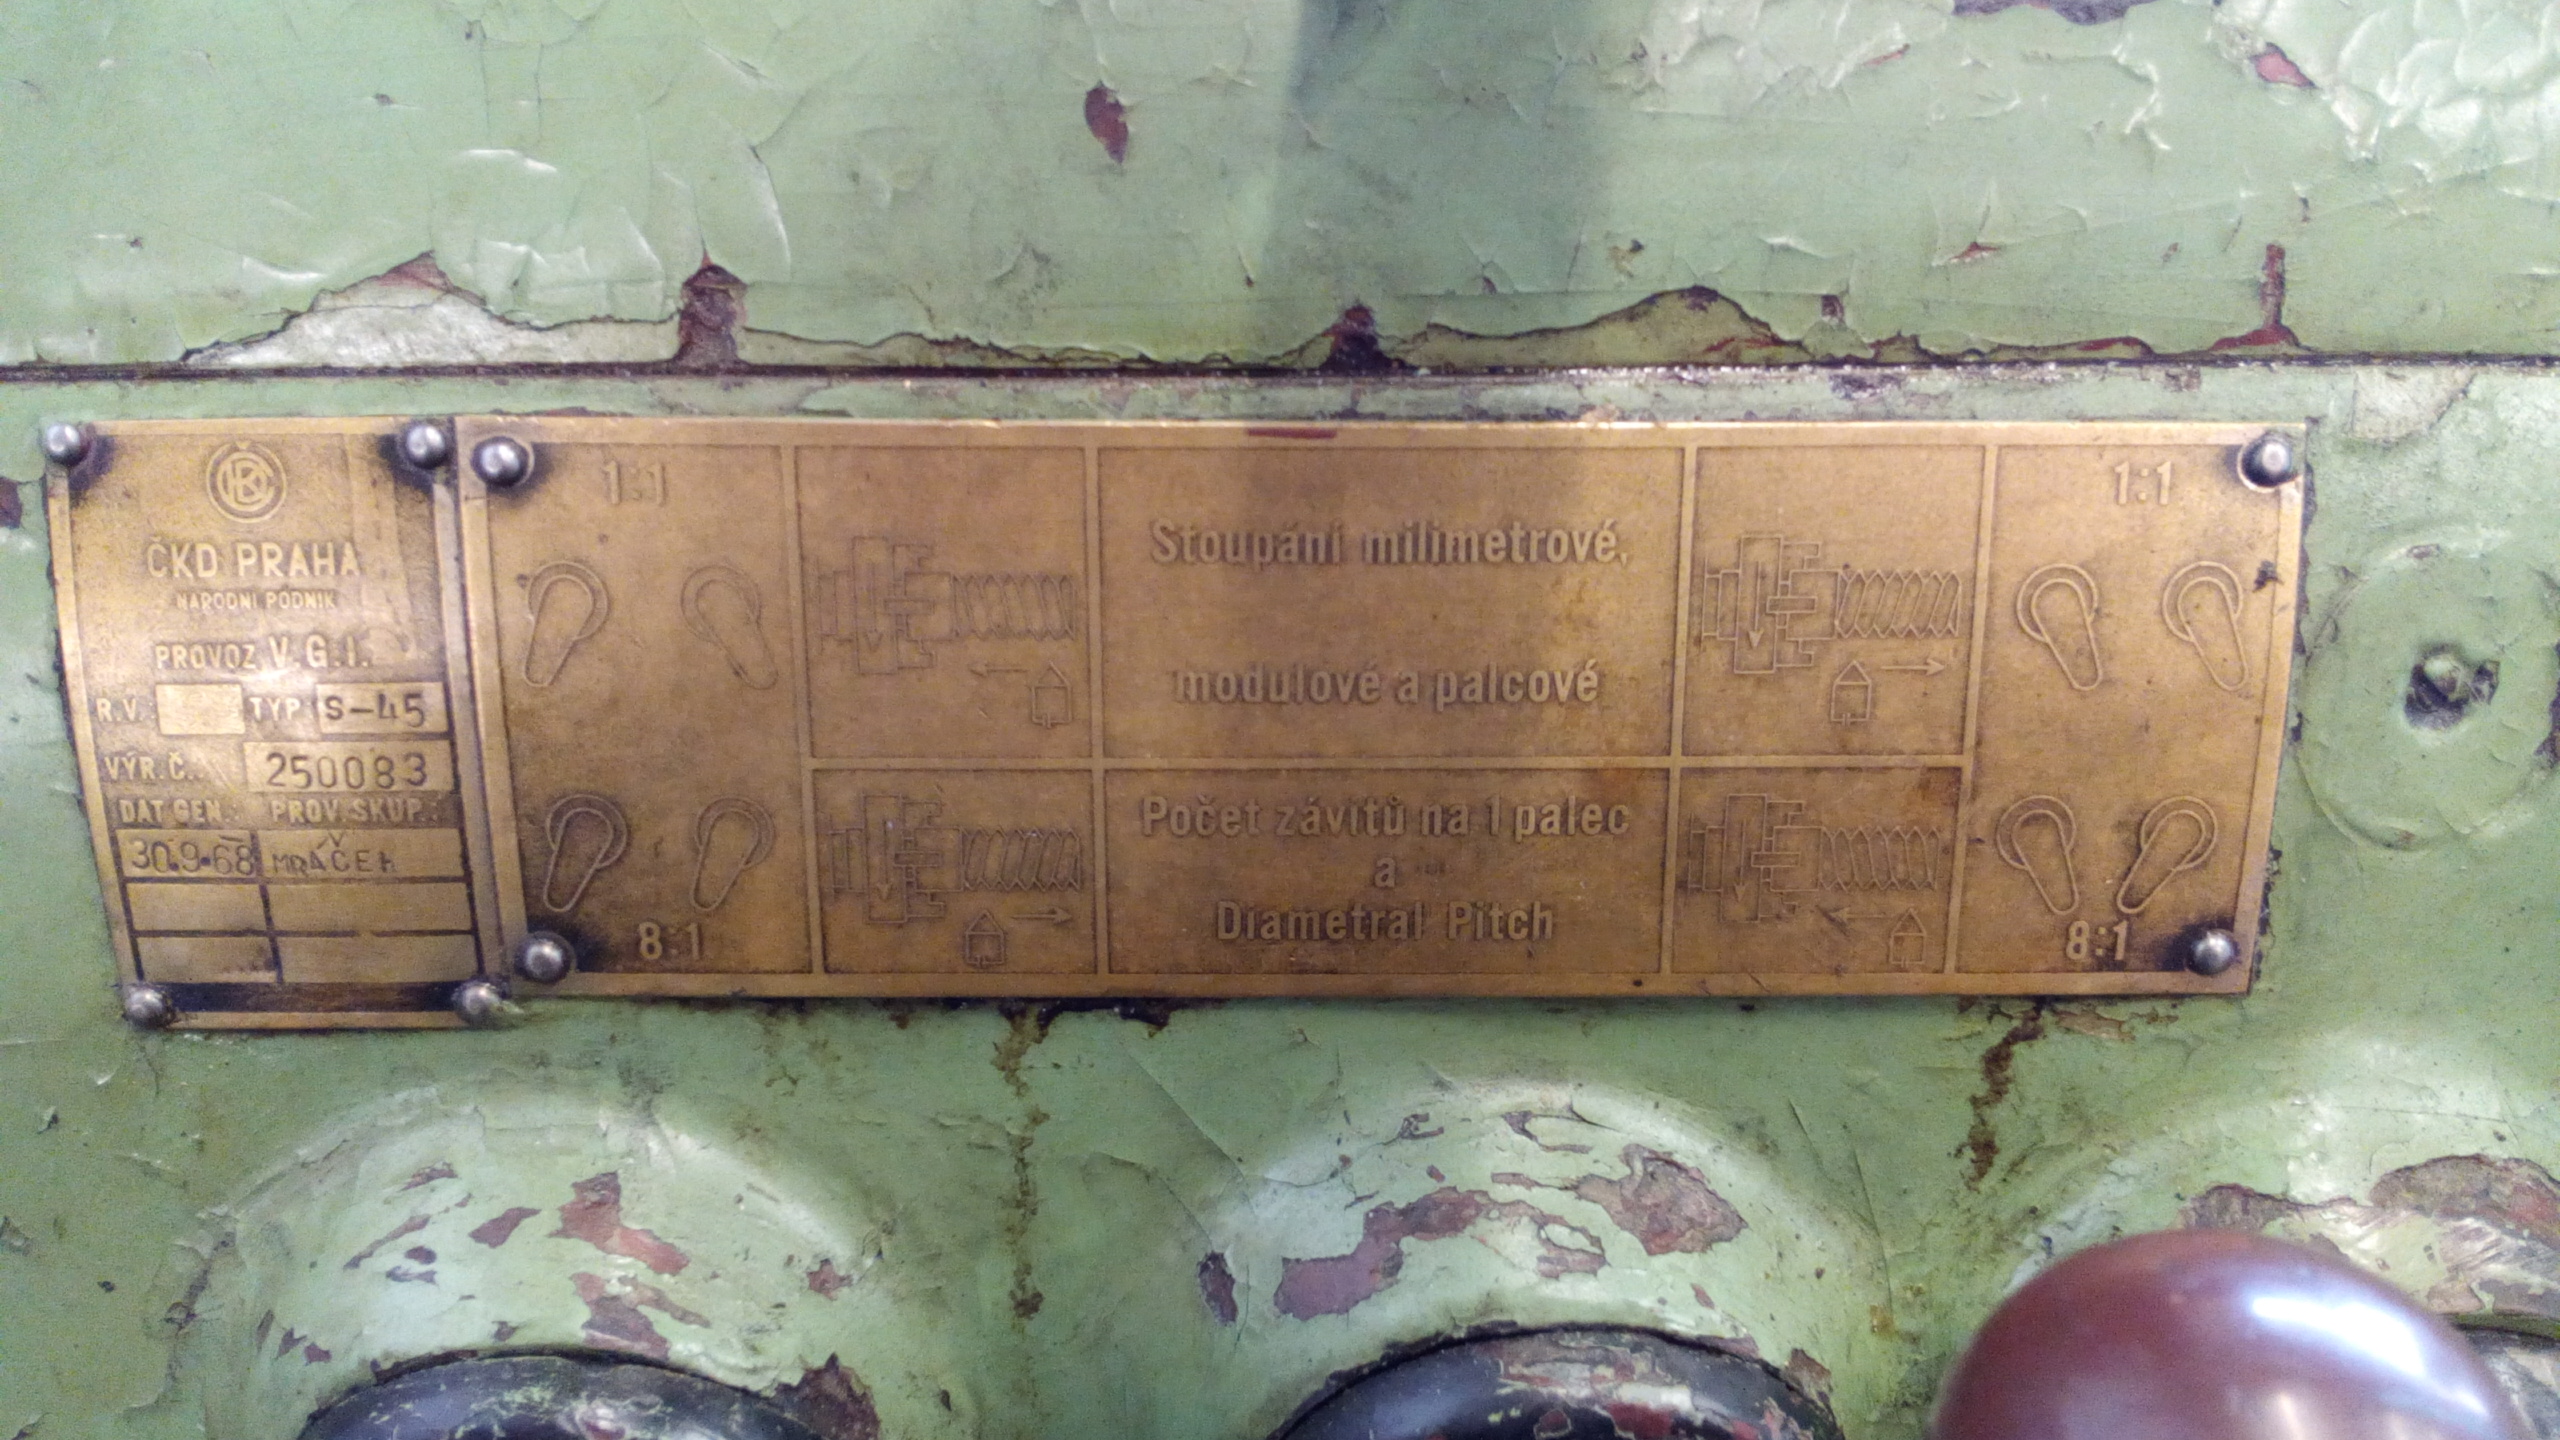 ČKD
ČKD PRAHA
NÁRODNÍ PODNIK
PROVOZ V.G.I.
R.V. TYP S-45
VÝR.Č. 250083
DAT GEN.: PROV.SKUP.:
30.9.68 MRÁČEK
1:1
8:1
Stoupání milimetrové,
modulové a palcové
Počet závitů na 1 palec
a
Diametral Pitch
1:1
8:1